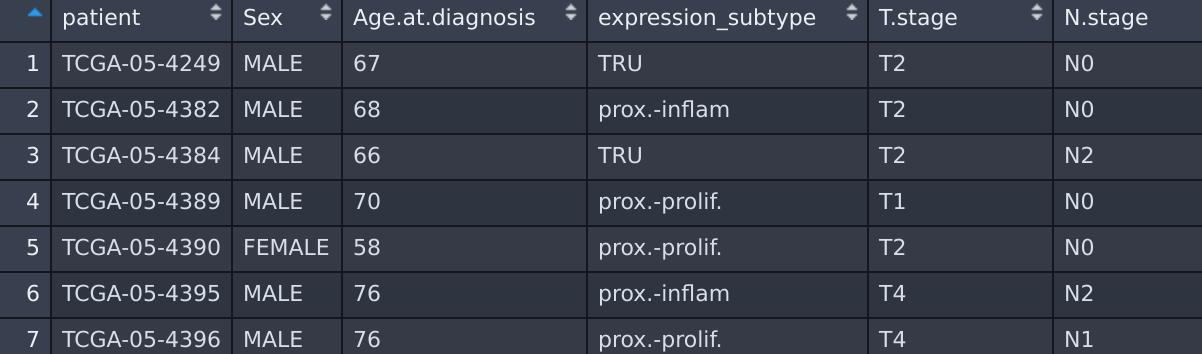 patient Sex Age.at.diagnosis expression_subtype T.stage N.stage
1 TCGA-05-4249 MALE 67 TRU T2 N0
2 TCGA-05-4382 MALE 68 prox.-inflam T2 N0
3 TCGA-05-4384 MALE 66 TRU T2 N2
4 TCGA-05-4389 MALE 70 prox.-prolif. T1 N0
5 TCGA-05-4390 FEMALE 58 prox.-prolif. T2 N0
6 TCGA-05-4395 MALE 76 prox.-inflam T4 N2
7 TCGA-05-4396 MALE 76 prox.-prolif. T4 N1